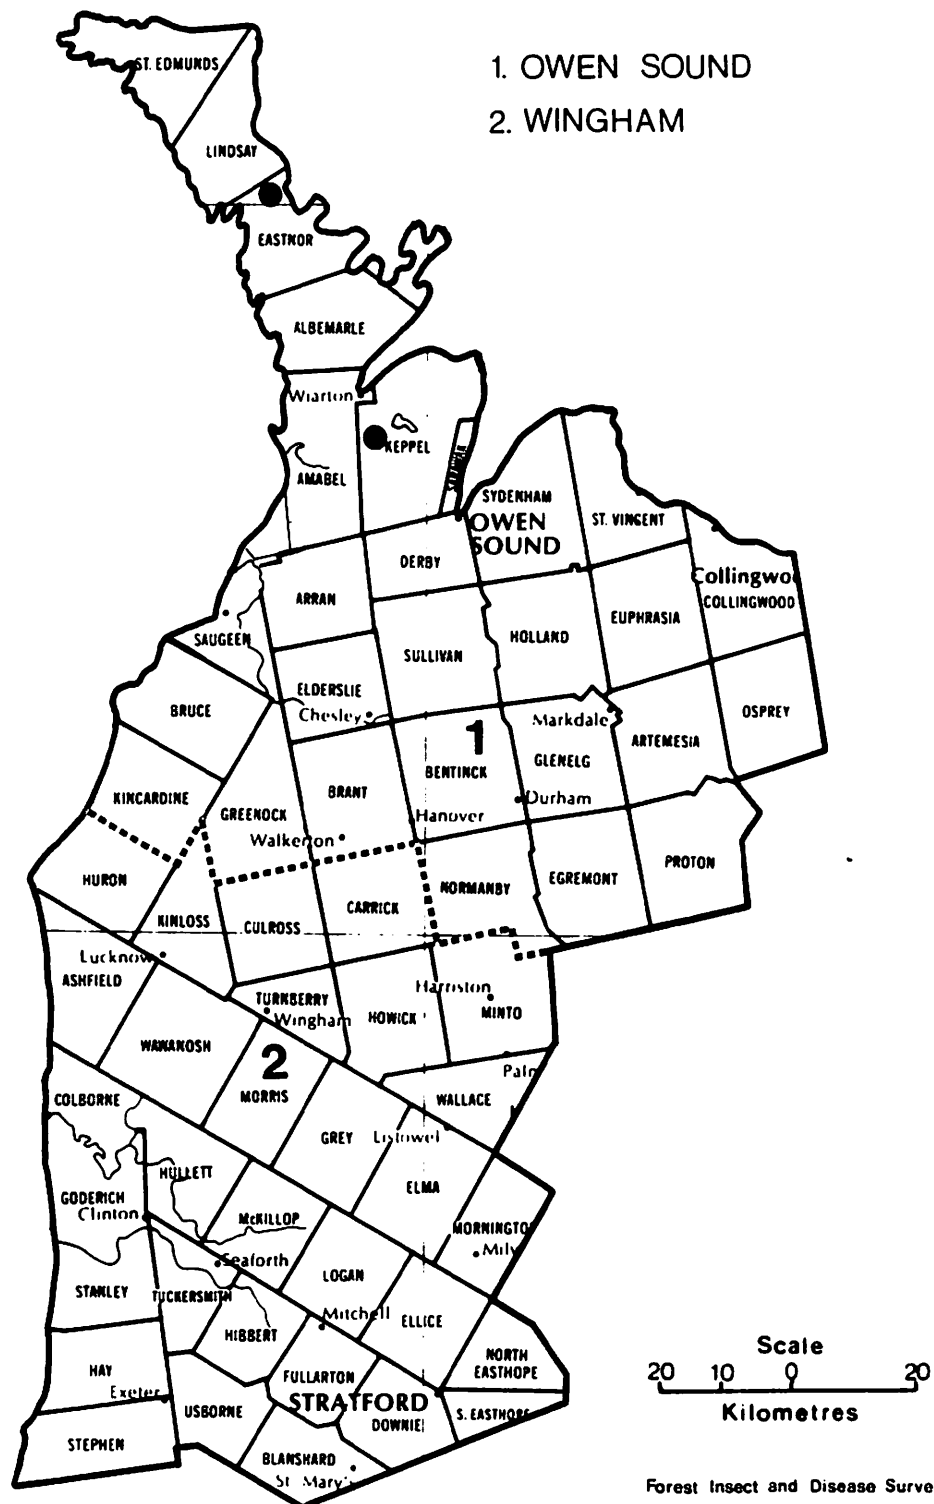 1. OWEN SOUND
2. WINGHAM
ST. EDMUNDS
LINDSAY
EASTNOR
ALBEMARLE
Wiarton
KEPPEL
AMABEL
SYDENHAM
OWEN
SOUND
ST. VINCENT
DERBY
Collingwo
COLLINGWOOD
ARRAN
EUPHRASIA
SAUGEEN
HOLLAND
SULLIVAN
ELDERSLIE
Chesley
BRUCE
Markdale
OSPREY
1
ARTEMESIA
GLENELG
BENTINCK
KINCARDINE
BRANT
Durham
GREENOCK
Hanover
Walkerton
PROTON
HURON
EGREMONT
NORMANBY
CARRICK
KINLOSS
CULROSS
Lucknow
ASHFIELD
Harriston
TURNBERRY
MINTO
Wingham
HOWICK
WAWANOSH
2
Palm
MORRIS
WALLACE
COLBORNE
GREY
Listowel
HULLETT
ELMA
GODERICH
Clinton
McKILLOP
MORNINGTO
Milv
Seaforth
LOGAN
STANLEY
TUCKERSMITH
Mitchell
ELLICE
HIBBERT
NORTH
EASTHOPE
Scale
HAY
Exeter
FULLARTON
20 10 0 20
STRATFORD
USBORNE
DOWNIE
S. EASTHOPE
Kilometres
STEPHEN
BLANSHARD
St. Mary's
Forest Insect and Disease Surve